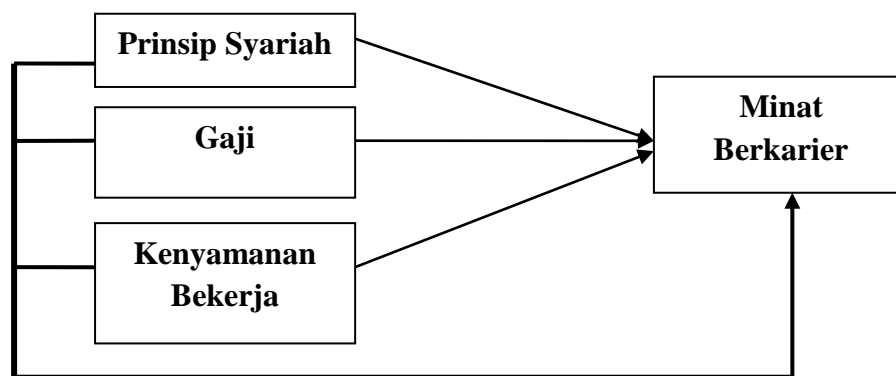 Prinsip Syariah
Gaji
Kenyamanan
Bekerja
Minat
Berkarier